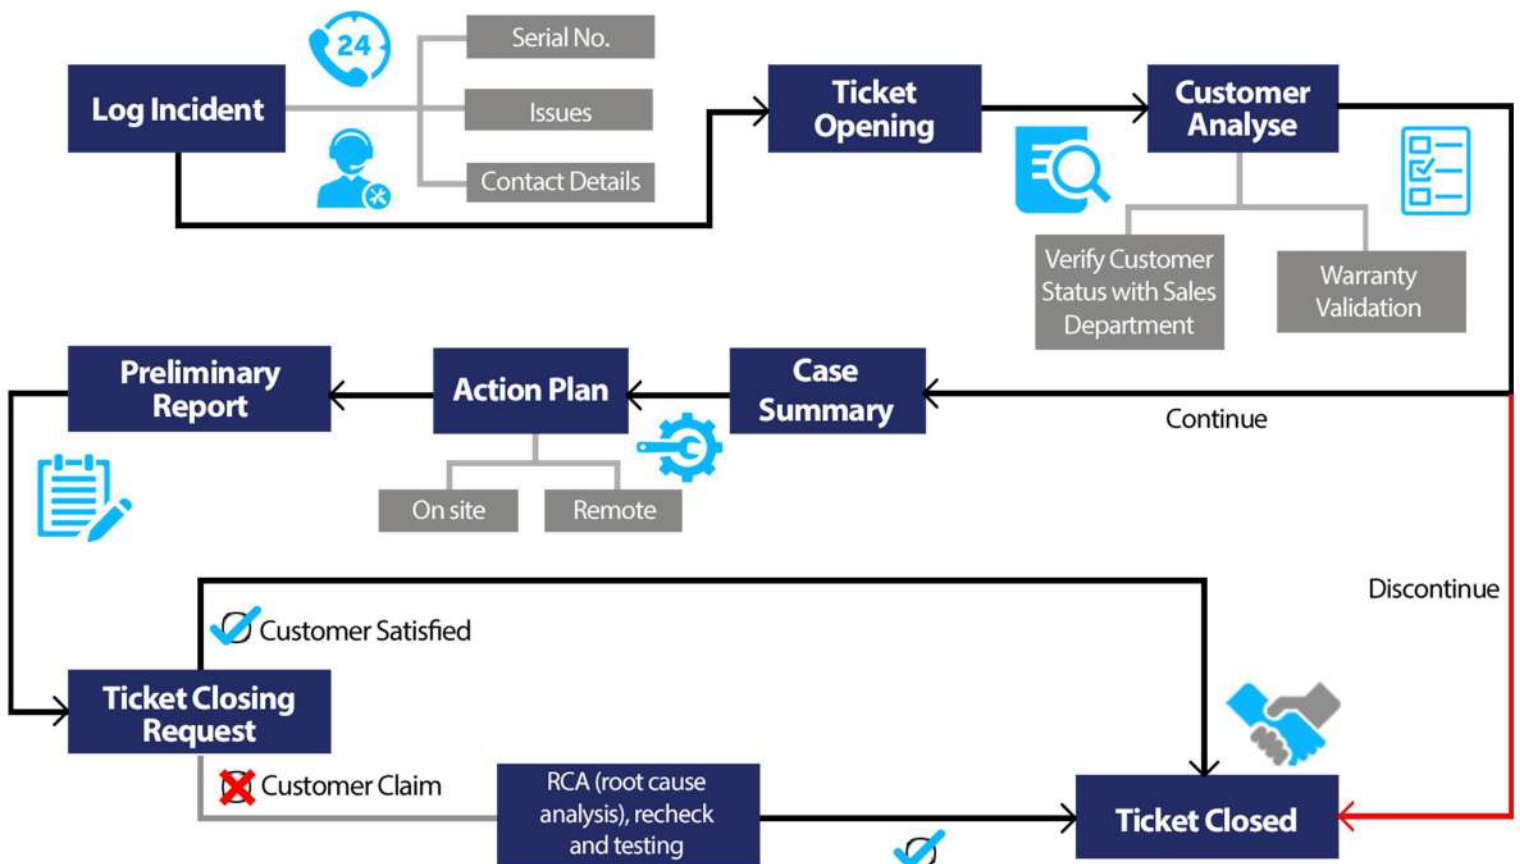 24
Serial No.
Log Incident
Issues
Contact Details
Ticket
Opening
Customer
Analyse
Verify Customer
Status with Sales
Department
Warranty
Validation
Preliminary
Report
Action Plan
Case
Summary
Continue
On site
Remote
Discontinue
Customer Satisfied
Ticket Closing
Request
Customer Claim
RCA (root cause
analysis), recheck
and testing
Ticket Closed